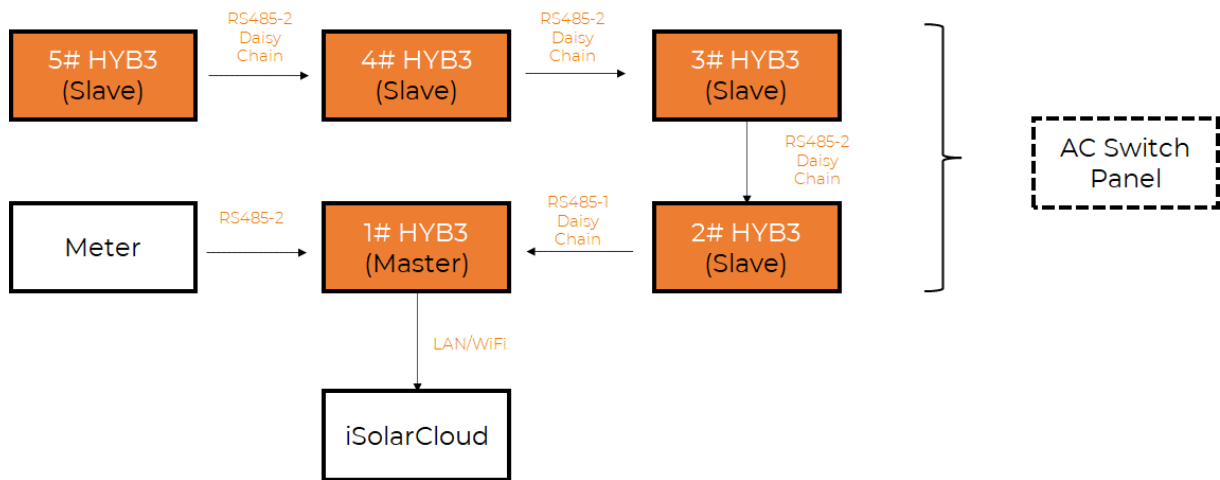 RS485-2
Daisy
Chain
RS485-2
Daisy
Chain
5# HYB3
(Slave)
4# HYB3
(Slave)
3# HYB3
(Slave)
RS485-2
Daisy
Chain
AC Switch
Panel
RS485-2
RS485-1
Daisy
Chain
Meter
1# HYB3
(Master)
2# HYB3
(Slave)
LAN/WiFi
iSolarCloud